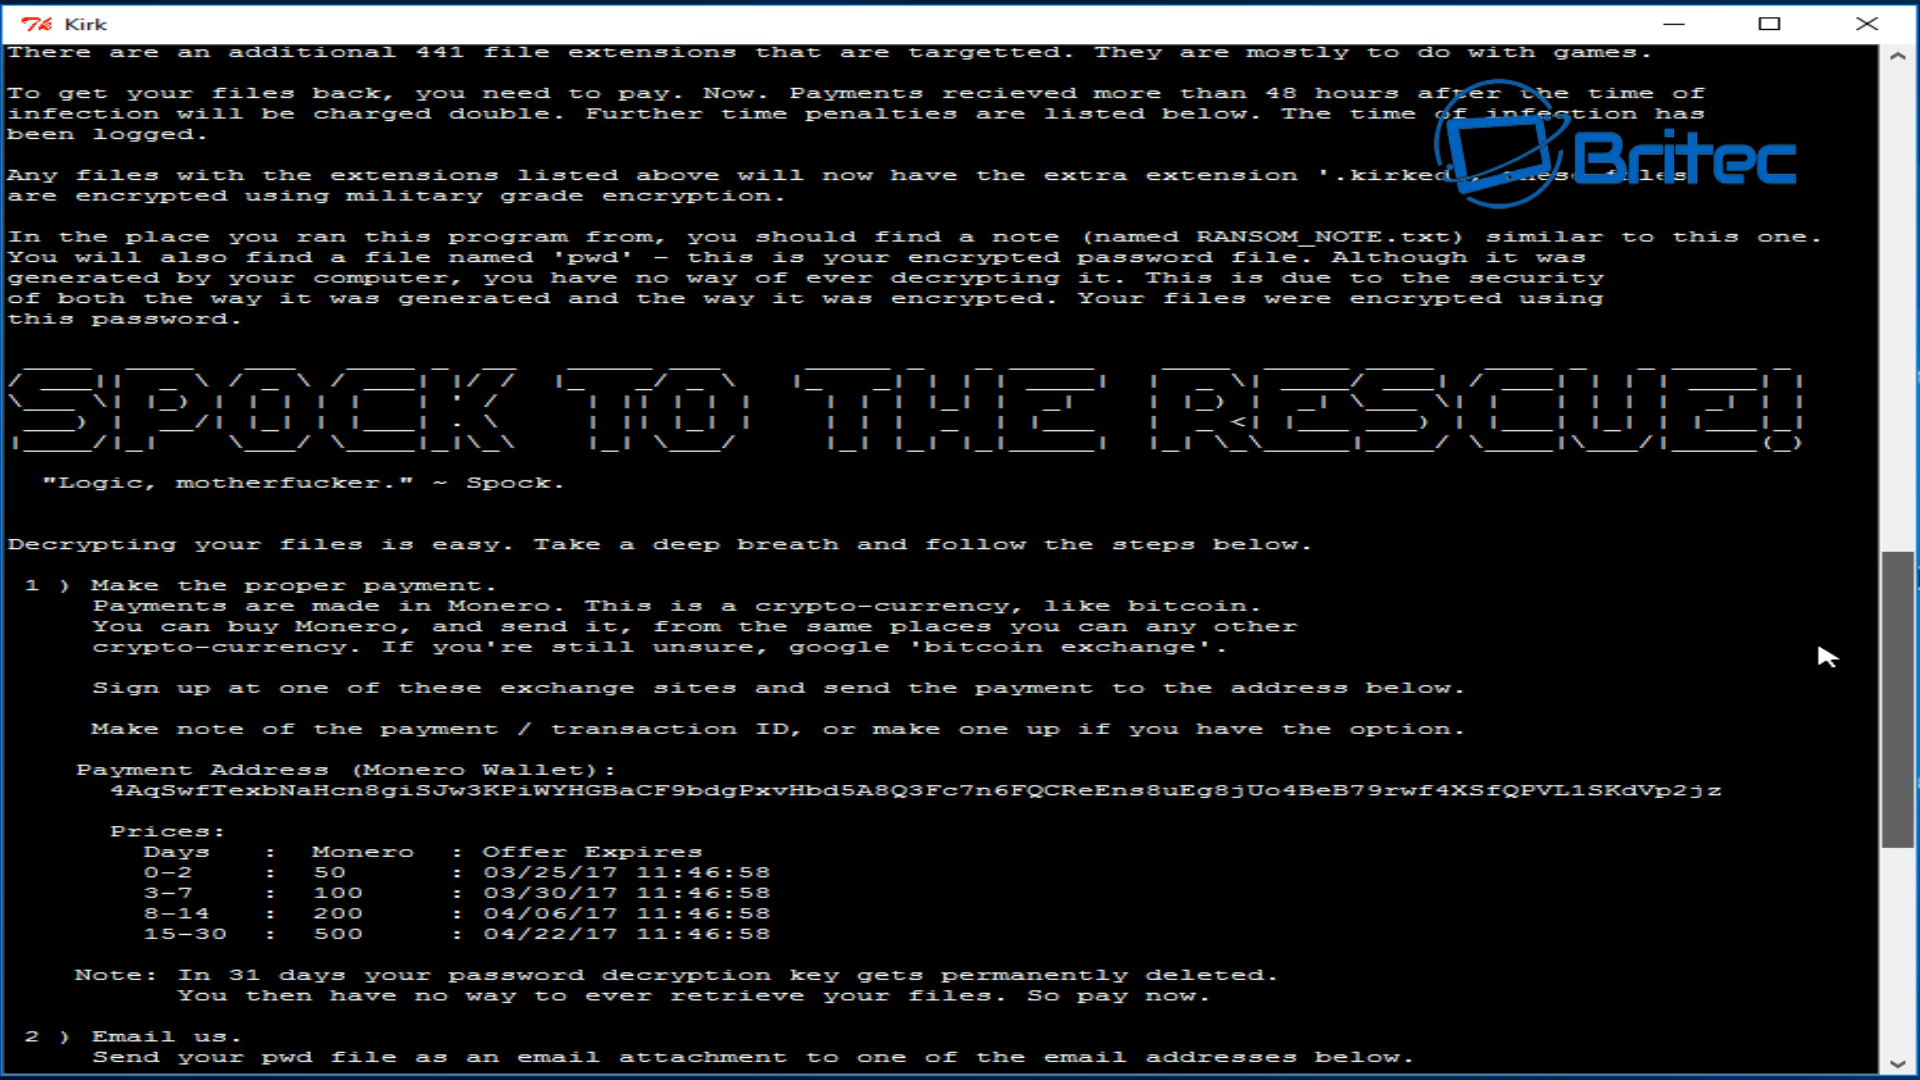 Kirk
There are an additional 441 file extensions that are targetted. They are mostly to do with games.
To get your files back, you need to pay. Now. Payments recieved more than 48 hours after the time of
infection will be charged double. Further time penalties are listed below. The time of infection has
been logged.
Britec
Any files with the extensions listed above will now have the extra extension '.kirked', these files
are encrypted using military grade encryption.
In the place you ran this program from, you should find a note (named RANSOM_NOTE.txt) similar to this one.
You will also find a file named 'pwd' - this is your encrypted password file. Although it was
generated by your computer, you have no way of ever decrypting it. This is due to the security
of both the way it was generated and the way it was encrypted. Your files were encrypted using
this password.
SPOCK TO THE RESCUE!
"Logic, motherfucker." ~ Spock.
Decrypting your files is easy. Take a deep breath and follow the steps below.
1 ) Make the proper payment.
Payments are made in Monero. This is a crypto-currency, like bitcoin.
You can buy Monero, and send it, from the same places you can any other
crypto-currency. If you're still unsure, google 'bitcoin exchange'.
Sign up at one of these exchange sites and send the payment to the address below.
Make note of the payment / transaction ID, or make one up if you have the option.
Payment Address (Monero Wallet):
4AqSwfTexbNaHcn8giSJw3KPiWYHGBaCF9bdgPxvHbd5A8Q3Fc7n6FQCReEns8uEg8jUo4BeB79rwf4XSfQPVL1SKdVp2jz
Prices:
Days : Monero : Offer Expires
0-2 : 50 : 03/25/17 11:46:58
3-7 : 100 : 03/30/17 11:46:58
8-14 : 200 : 04/06/17 11:46:58
15-30 : 500 : 04/22/17 11:46:58
Note: In 31 days your password decryption key gets permanently deleted.
You then have no way to ever retrieve your files. So pay now.
2 ) Email us.
Send your pwd file as an email attachment to one of the email addresses below.